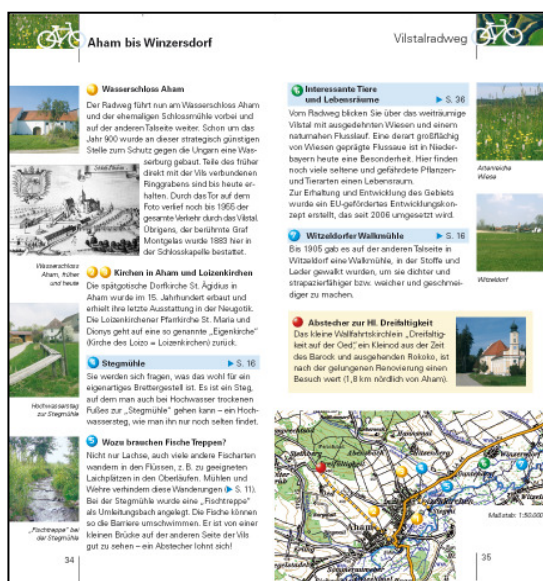 Aham bis Winzersdorf
Wasserschloss Aham
Der Radweg führt nun am Wasserschloss Aham
und der ehemaligen Schlossmühle vorbei und
auf der anderen Talseite weiter. Schon um das
Jahr 900 wurde an dieser strategisch günstigen
Stelle zum Schutz gegen die Ungarn eine Was-
serburg gebaut. Teile des früher
direkt mit der Vils verbundenen
Ringgrabens sind bis heute er-
halten. Durch das Tor auf dem
Foto verlief noch bis 1955 der
gesamte Verkehr durch das Vilstal.
Übrigens, der berühmte Graf
Montgelas wurde 1883 hier in
der Schlosskapelle bestattet.
Wasserschloss
Aham, früher
und heute
Kirchen in Aham und Loizenkirchen
Die spätgotische Dorfkirche St. Ägidius in
Aham wurde im 15. Jahrhundert erbaut und
erhielt ihre letzte Ausstattung in der Neugotik.
Die Loizenkirchener Pfarrkirche St. Maria und
Dionys geht auf eine so genannte „Eigenkirche"
(Kirche des Loizo = Loizenkirchen) zurück.
Stegmühle ▶ S. 16
Sie werden sich fragen, was das wohl für ein
eigenartiges Brettergestell ist. Es ist ein Steg,
auf dem man auch bei Hochwasser trockenen
Fußes zur „Stegmühle" gehen kann – ein Hoch-
wassersteg, wie man ihn nur noch selten findet.
Hochwassersteg
zur Stegmühle
5 Wozu brauchen Fische Treppen?
Nicht nur Lachse, auch viele andere Fischarten
wandern in den Flüssen, z. B. zu geeigneten
Laichplätzen in den Oberläufen. Mühlen und
Wehre verhindern diese Wanderungen (▶ S. 11).
Bei der Stegmühle wurde eine „Fischtreppe"
als Umleitungsbach angelegt. Die Fische können
so die Barriere umschwimmen. Er ist von einer
kleinen Brücke auf der anderen Seite der Vils
gut zu sehen – ein Abstecher lohnt sich!
„Fischtreppe" bei
der Stegmühle
34
Vilstalradweg
Interessante Tiere
und Lebensräume ▶ S. 36
Vom Radweg blicken Sie über das weiträumige
Vilstal mit ausgedehnten Wiesen und einem
naturnahen Flusslauf. Eine derart großflächig
von Wiesen geprägte Flussaue ist in Nieder-
bayern heute eine Besonderheit. Hier finden
noch viele seltene und gefährdete Pflanzen-
und Tierarten einen Lebensraum.
Zur Erhaltung und Entwicklung des Gebiets
wurde ein EU-gefördertes Entwicklungskon-
zept erstellt, das seit 2006 umgesetzt wird.
Artenreiche
Wiese
7 Witzeldorfer Walkmühle ▶ S. 16
Bis 1905 gab es auf der anderen Talseite in
Witzeldorf eine Walkmühle, in der Stoffe und
Leder gewalkt wurden, um sie dichter und
strapazierfähiger bzw. weicher und geschmei-
diger zu machen.
Witzeldorf
Abstecher zur Hl. Dreifaltigkeit
Das kleine Wallfahrtskirchlein „Dreifaltig-
keit auf der Oed", ein Kleinod aus der Zeit
des Barock und ausgehenden Rokoko, ist
nach der gelungenen Renovierung einen
Besuch wert (1,8 km nördlich von Aham).
Aham
Maßstab: 1:50.000
35